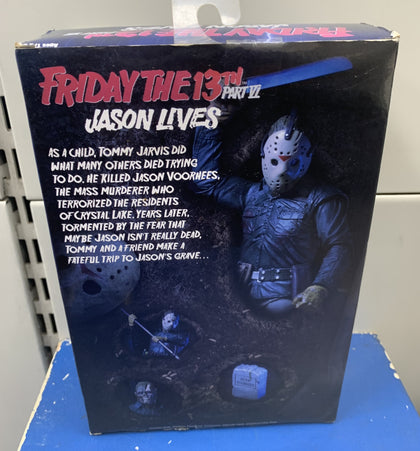 FRIDAY THE 13TH
PART VI
JASON LIVES
AS A CHILD, TOMMY JARVIS DID
WHAT MANY OTHERS DIED TRYING
TO DO. HE KILLED JASON VOORHEES,
THE MASS MURDERER WHO
TERRORIZED THE RESIDENTS
OF CRYSTAL LAKE. YEARS LATER,
TORMENTED BY THE FEAR THAT
MAYBE JASON ISN'T REALLY DEAD,
TOMMY AND A FRIEND MAKE A
FATEFUL TRIP TO JASON'S GRAVE...